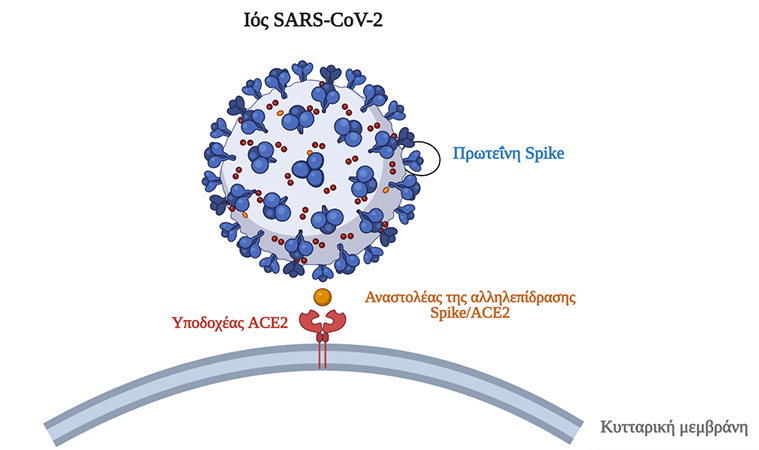 Ιός SARS-CoV-2
Πρωτεΐνη Spike
Αναστολέας της αλληλεπίδρασης
Spike/ACE2
Υποδοχέας ACE2
Κυτταρική μεμβράνη